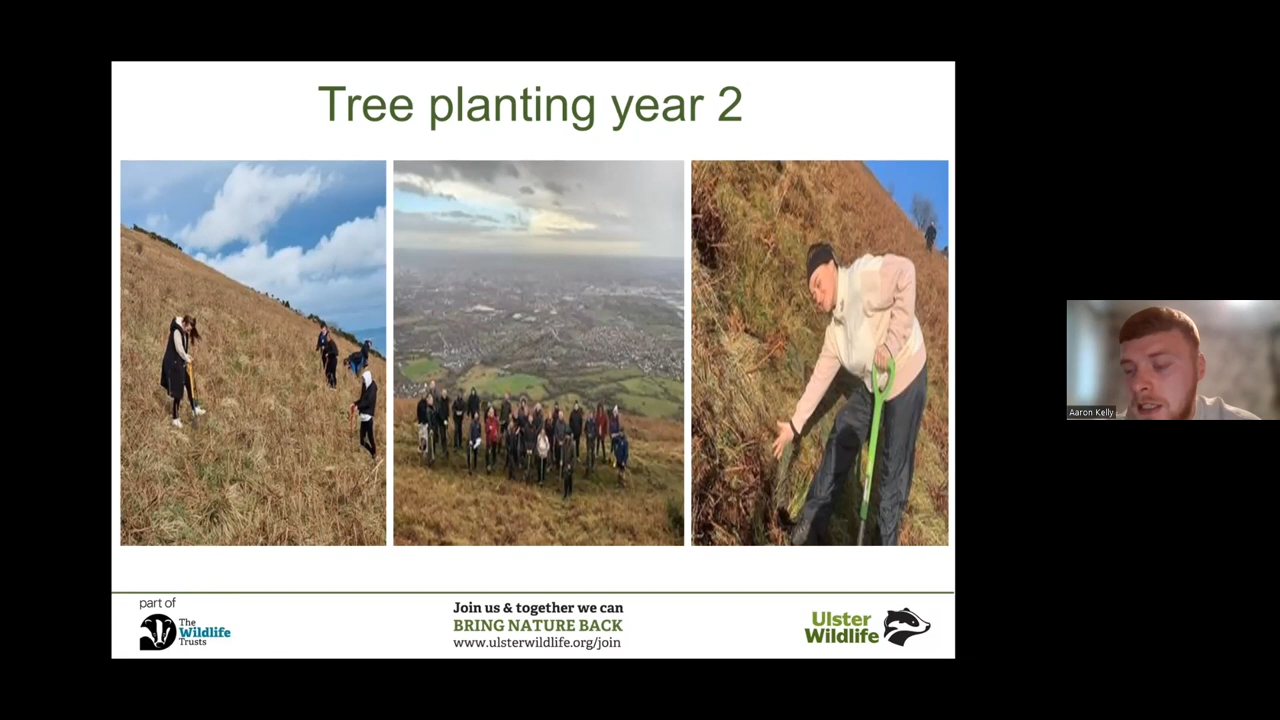 Tree planting year 2
part of
The
Wildlife
Trusts
Join us & together we can
BRING NATURE BACK
www.ulsterwildlife.org/join
Ulster
Wildlife
Aaron Kelly